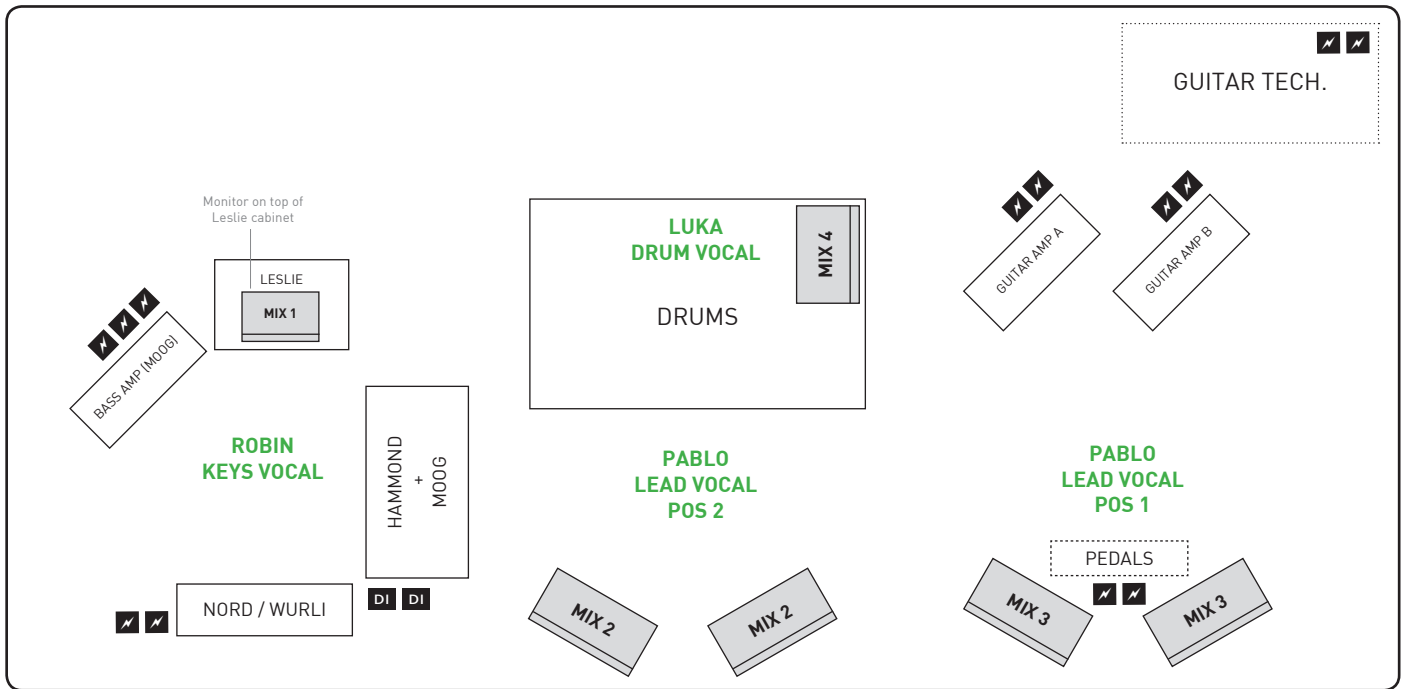 GUITAR TECH.
Monitor on top of
Leslie cabinet
LESLIE
MIX 1
BASS AMP (MOOG)
LUKA
DRUM VOCAL
MIX 4
DRUMS
GUITAR AMP A
GUITAR AMP B
ROBIN
KEYS VOCAL
HAMMOND
+
MOOG
PABLO
LEAD VOCAL
POS 2
PABLO
LEAD VOCAL
POS 1
PEDALS
NORD / WURLI
DI DI
MIX 2
MIX 2
MIX 3
MIX 3